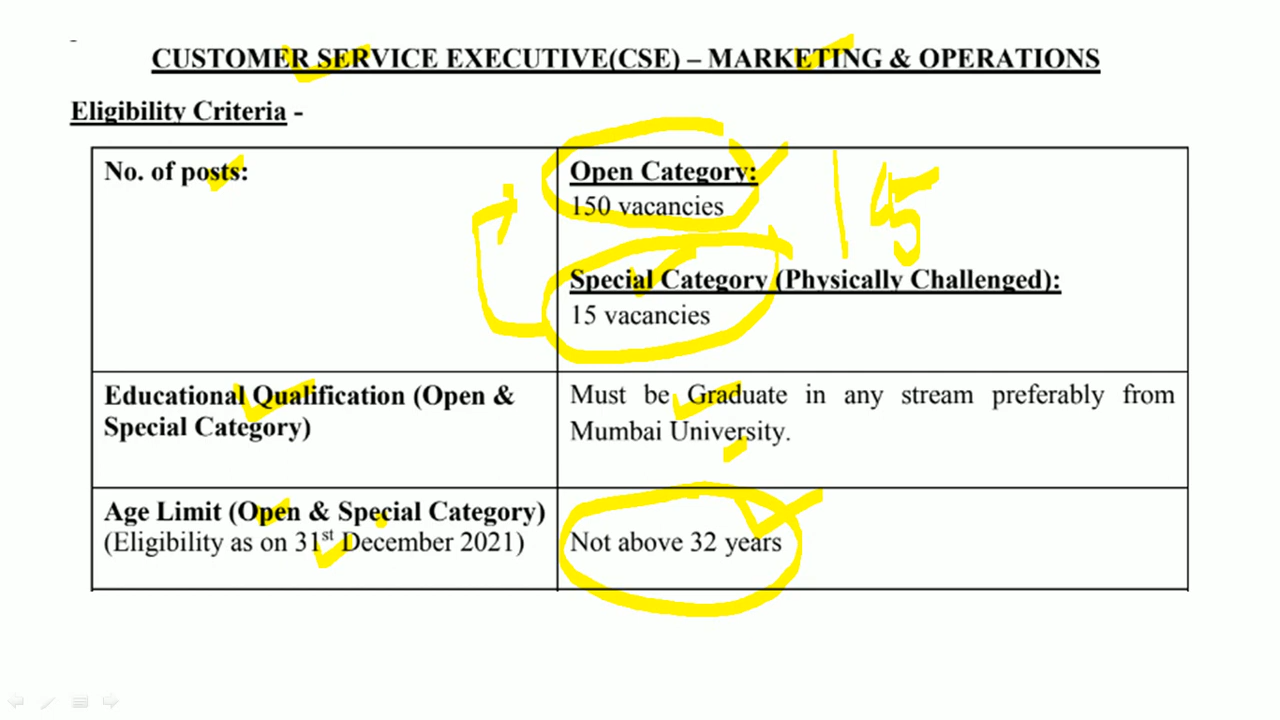 CUSTOMER SERVICE EXECUTIVE(CSE) – MARKETING & OPERATIONS
Eligibility Criteria -
No. of posts:
Open Category:
150 vacancies
15
Special Category (Physically Challenged):
15 vacancies
Educational Qualification (Open &
Special Category)
Must be Graduate in any stream preferably from
Mumbai University.
Age Limit (Open & Special Category)
(Eligibility as on 31st December 2021)
Not above 32 years